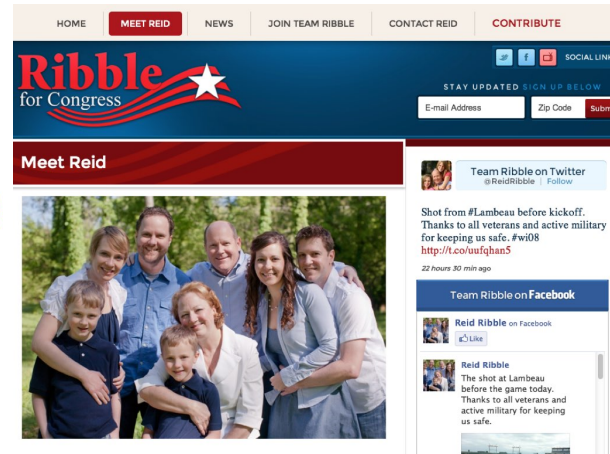 HOME MEET REID NEWS JOIN TEAM RIBBLE CONTACT REID CONTRIBUTE
Ribble
for Congress
SOCIAL
STAY UPDATED SIGN UP BELOW
E-mail Address Zip Code
Meet Reid
Team Ribble on Twitter
@ReidRibble | Follow
Shot from #Lambeau before kickoff.
Thanks to all veterans and active military
for keeping us safe. #wi08
http://t.co/uufqhan5
22 hours 30 min ago
Team Ribble on Facebook
Reid Ribble on Facebook
Like
Reid Ribble
The shot at Lambeau
before the game today.
Thanks to all veterans and
active military for keeping
us safe.